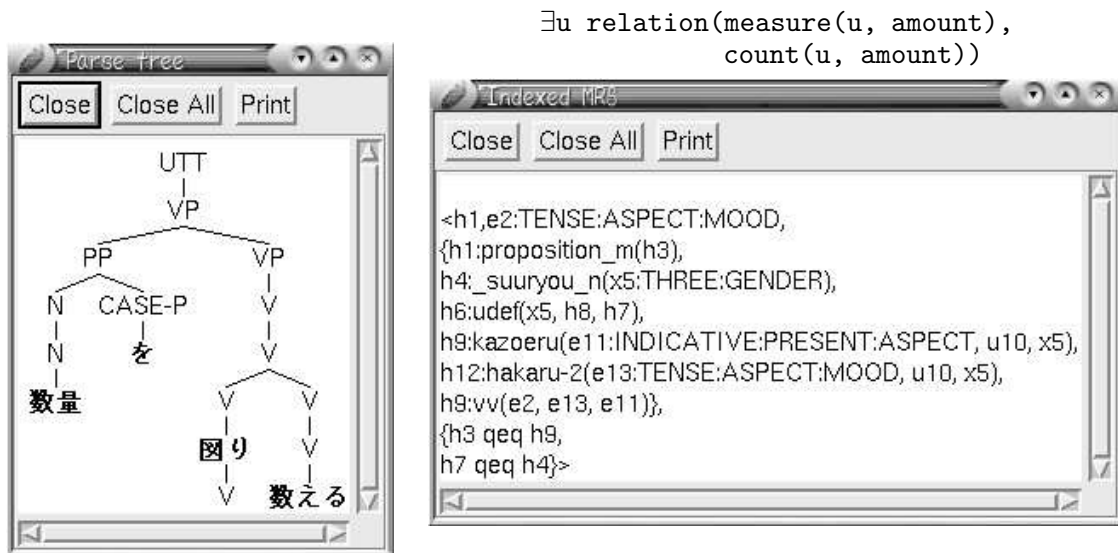 ∃u relation(measure(u, amount),
count(u, amount))
Parse tree
Close Close All Print
UTT
VP
PP VP
N CASE-P V
N を V
数量 V V
図り V
V 数える
Indexed MRS
Close Close All Print
<h1,e2:TENSE:ASPECT:MOOD,
{h1:proposition_m(h3),
h4:_suuryou_n(x5:THREE:GENDER),
h6:udef(x5, h8, h7),
h9:kazoeru(e11:INDICATIVE:PRESENT:ASPECT, u10, x5),
h12:hakaru-2(e13:TENSE:ASPECT:MOOD, u10, x5),
h9:vv(e2, e13, e11)},
{h3 qeq h9,
h7 qeq h4}>